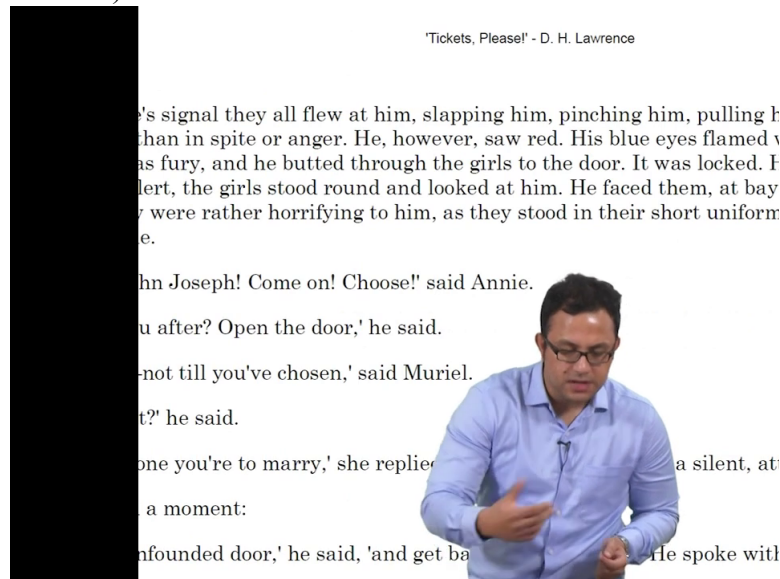 'Tickets, Please!' - D. H. Lawrence
's signal they all flew at him, slapping him, pinching him, pulling
than in spite or anger. He, however, saw red. His blue eyes flamed
as fury, and he butted through the girls to the door. It was locked.
lert, the girls stood round and looked at him. He faced them, at bay
were rather horrifying to him, as they stood in their short uniform
e.
hn Joseph! Come on! Choose!' said Annie.
u after? Open the door,' he said.
-not till you've chosen,' said Muriel.
t?' he said.
one you're to marry,' she replied
a silent,
a moment:
nfounded door,' he said, 'and get ba
He spoke with